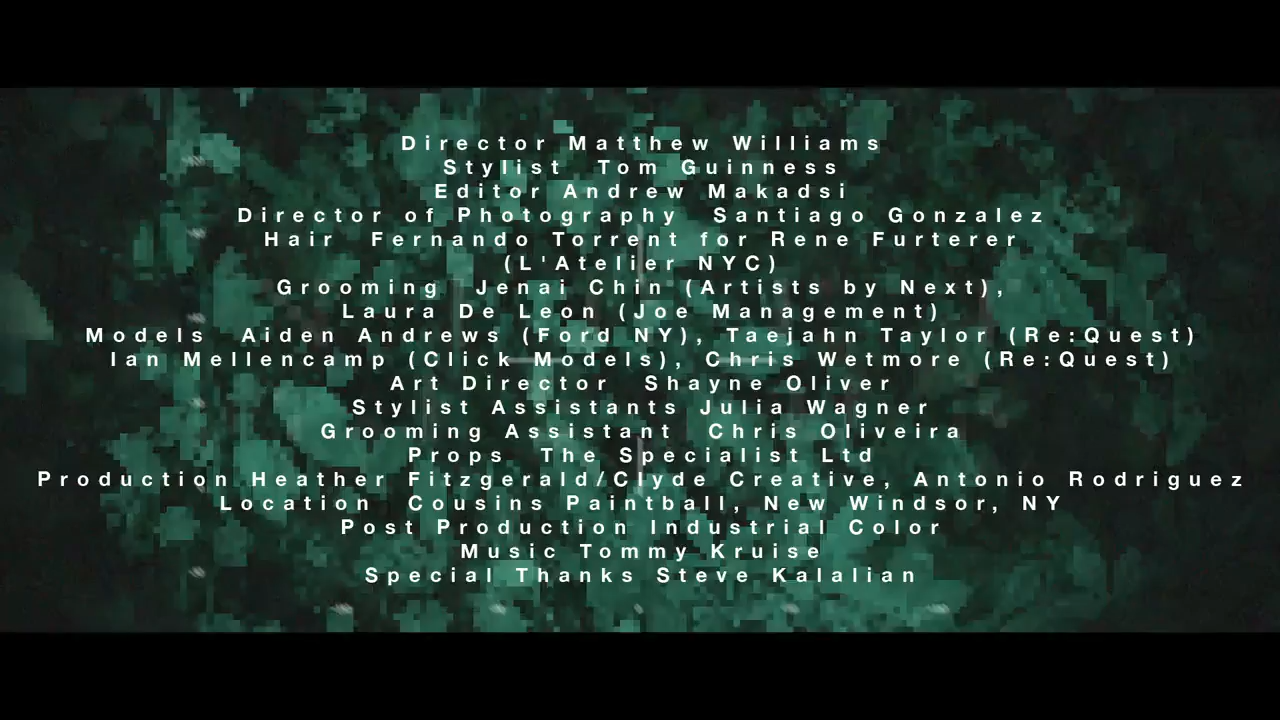 Director Matthew Williams
Stylist Tom Guinness
Editor Andrew Makadsi
Director of Photography Santiago Gonzalez
Hair Fernando Torrent for Rene Furterer
(L'Atelier NYC)
Grooming Jenai Chin (Artists by Next),
Laura De Leon (Joe Management)
Models Aiden Andrews (Ford NY), Taejahn Taylor (Re:Quest)
Ian Mellencamp (Click Models), Chris Wetmore (Re:Quest)
Art Director Shayne Oliver
Stylist Assistants Julia Wagner
Grooming Assistant Chris Oliveira
Props The Specialist Ltd
Production Heather Fitzgerald/Clyde Creative, Antonio Rodriguez
Location Cousins Paintball, New Windsor, NY
Post Production Industrial Color
Music Tommy Kruise
Special Thanks Steve Kalalian